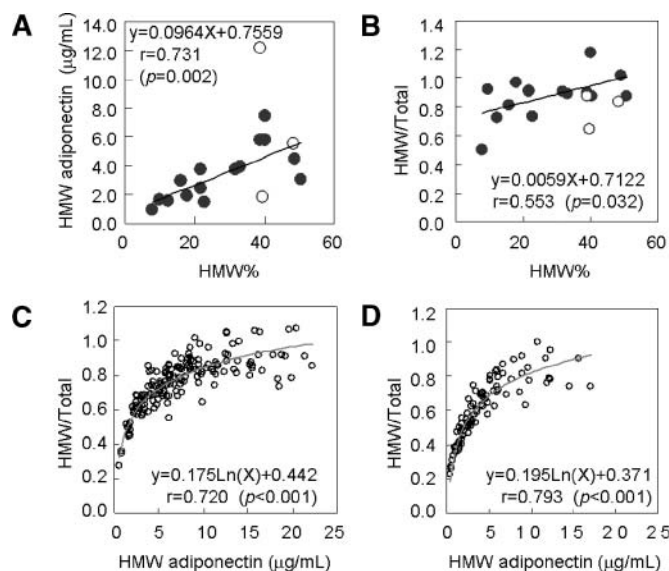 A
HMW adiponectin (μg/mL)
y=0.0964X+0.7559
r=0.731
(p=0.002)
14.0
12.0
10.0
8.0
6.0
4.0
2.0
0.0
0 20 40 60
HMW%
B
HMW/Total
1.4
1.2
1.0
0.8
0.6
0.4
0.2
0.0
y=0.0059X+0.7122
r=0.553 (p=0.032)
0 20 40 60
HMW%
C
HMW/Total
1.2
1.0
0.8
0.6
0.4
0.2
0.0
y=0.175Ln(X)+0.442
r=0.720 (p<0.001)
0 5 10 15 20 25
HMW adiponectin (μg/mL)
D
HMW/Total
1.2
1.0
0.8
0.6
0.4
0.2
0.0
y=0.195Ln(X)+0.371
r=0.793 (p<0.001)
0 5 10 15 20 25
HMW adiponectin (μg/mL)